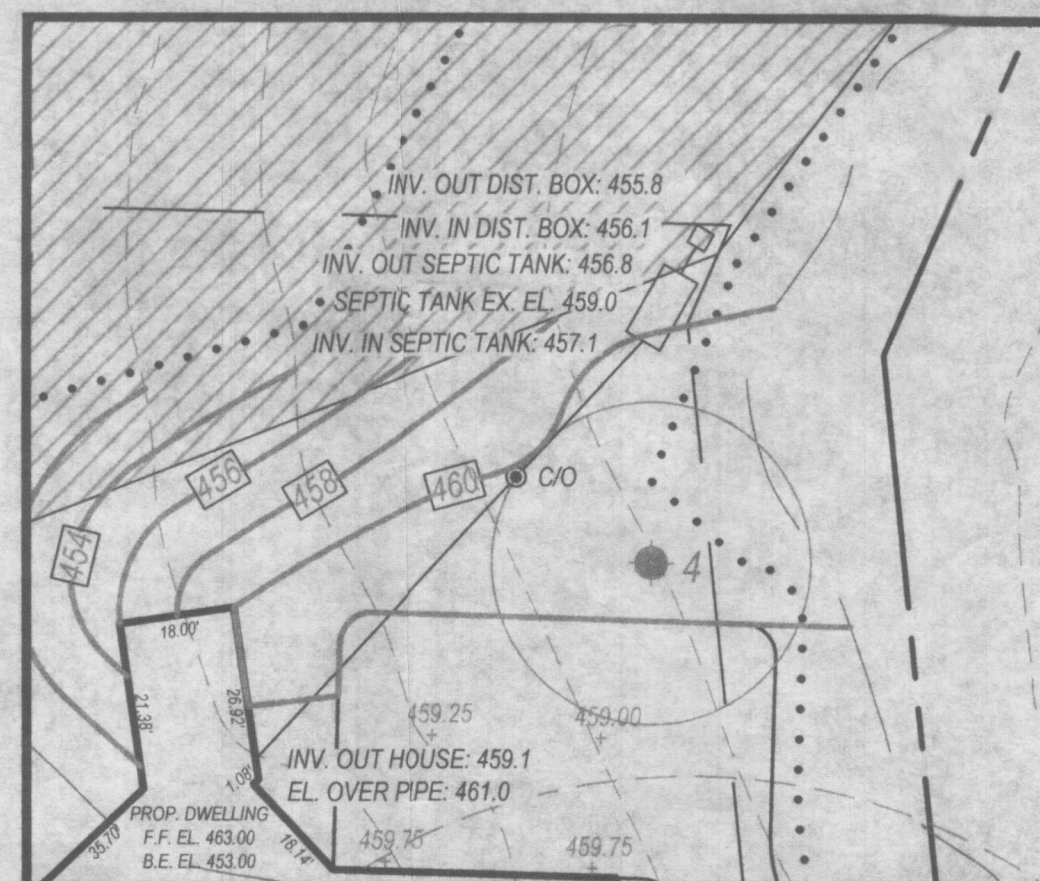 INV. OUT DIST. BOX: 455.8
INV. IN DIST. BOX: 456.1
INV. OUT SEPTIC TANK: 456.8
SEPTIC TANK EX. EL. 459.0
INV. IN SEPTIC TANK: 457.1
456
458
460
C/O
454
4
18.00'
21.38'
26.92'
459.25
459.00
INV. OUT HOUSE: 459.1
EL. OVER PIPE: 461.0
1.08'
PROP. DWELLING
F.F. EL. 463.00
B.E. EL. 453.00
35.70'
18.14'
459.75
459.75